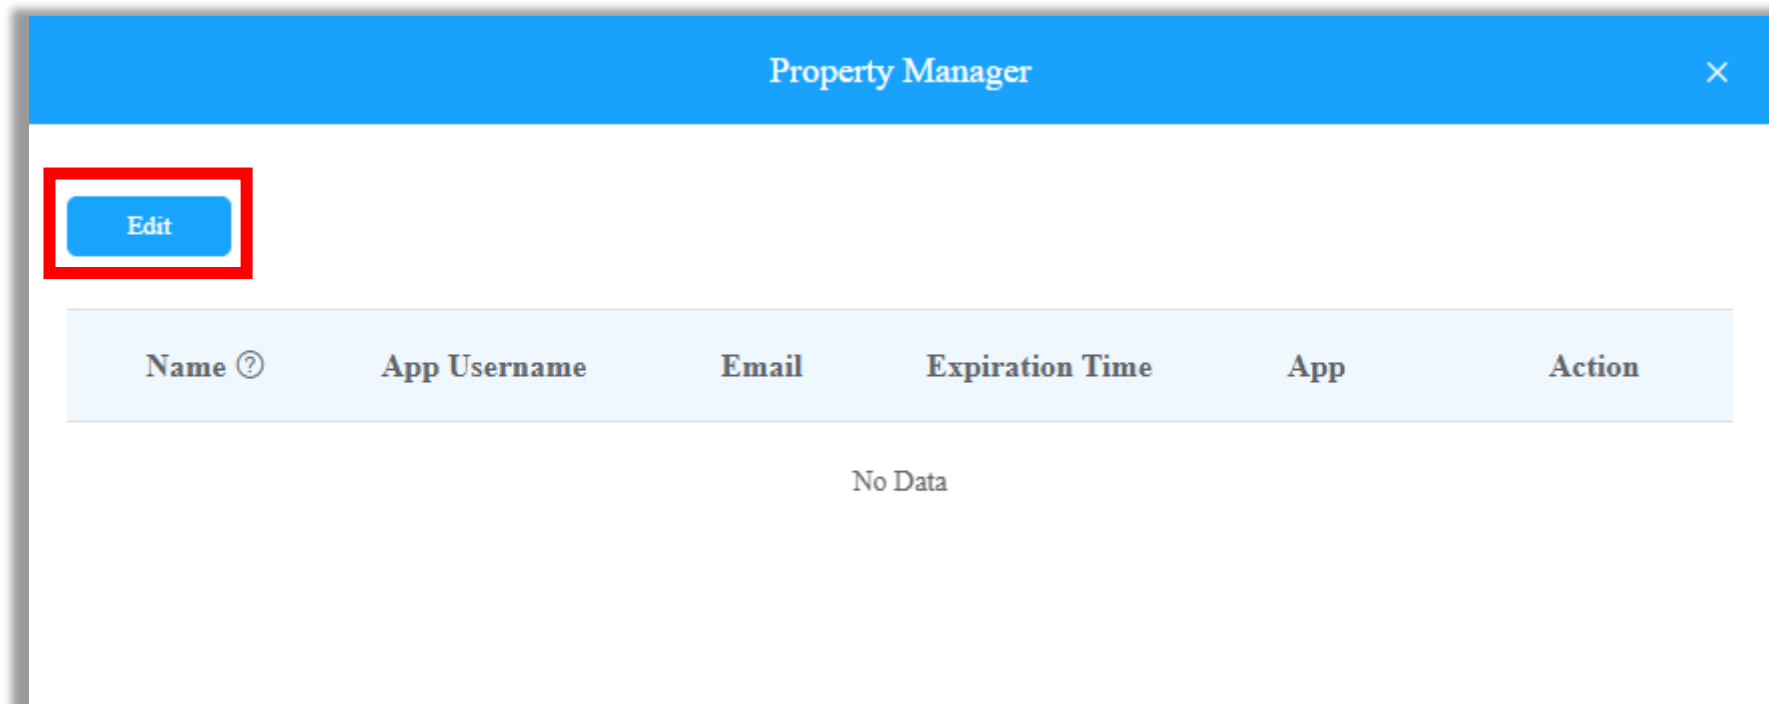 Property Manager
Edit
Name App Username Email Expiration Time App Action
No Data